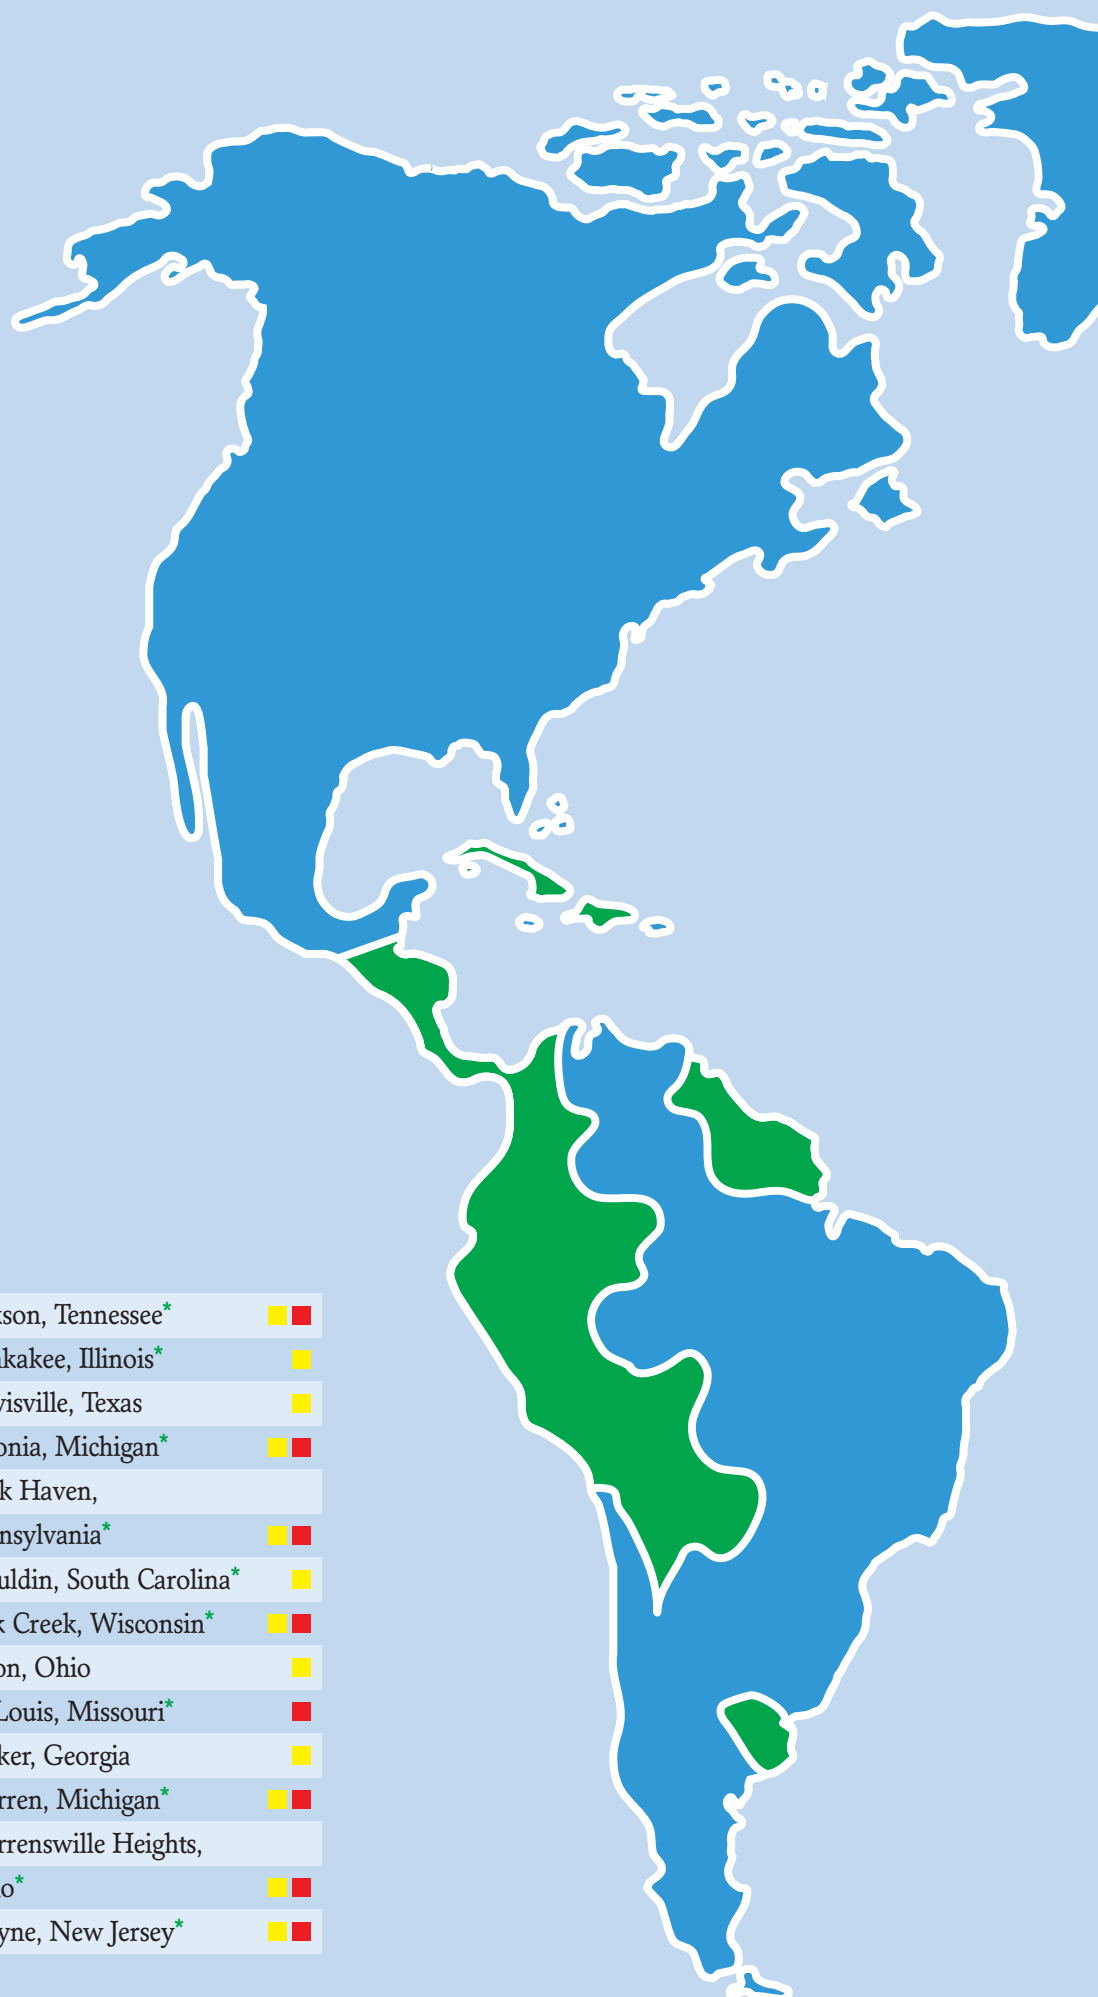 kson, Tennessee*
kakee, Illinois*
visville, Texas
onia, Michigan*
k Haven,
nsylvania*
uldin, South Carolina*
k Creek, Wisconsin*
on, Ohio
Louis, Missouri*
ker, Georgia
rren, Michigan*
rrenswille Heights,
o*
yne, New Jersey*